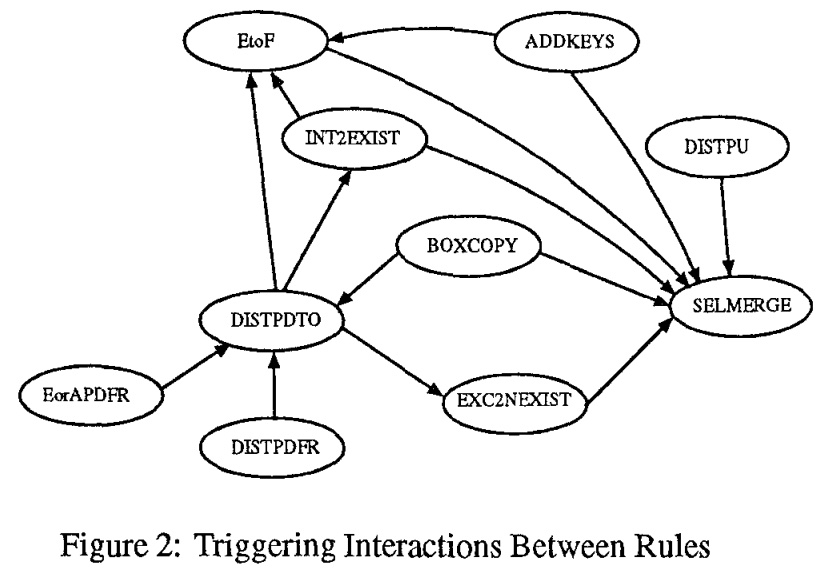 EtoF
ADDKEYS
INT2EXIST
DISTPU
BOXCOPY
DISTPDTO
SELMERGE
EorAPDFR
EXC2NEXIST
DISTPDFR
Figure 2: Triggering Interactions Between Rules